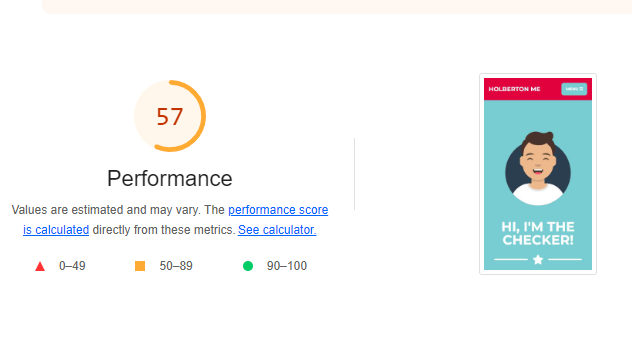 57
Performance
Values are estimated and may vary. The performance score
is calculated directly from these metrics. See calculator.
0–49
50–89
90–100
HOLBERTON ME
MENU
HI, I'M THE
CHECKER!